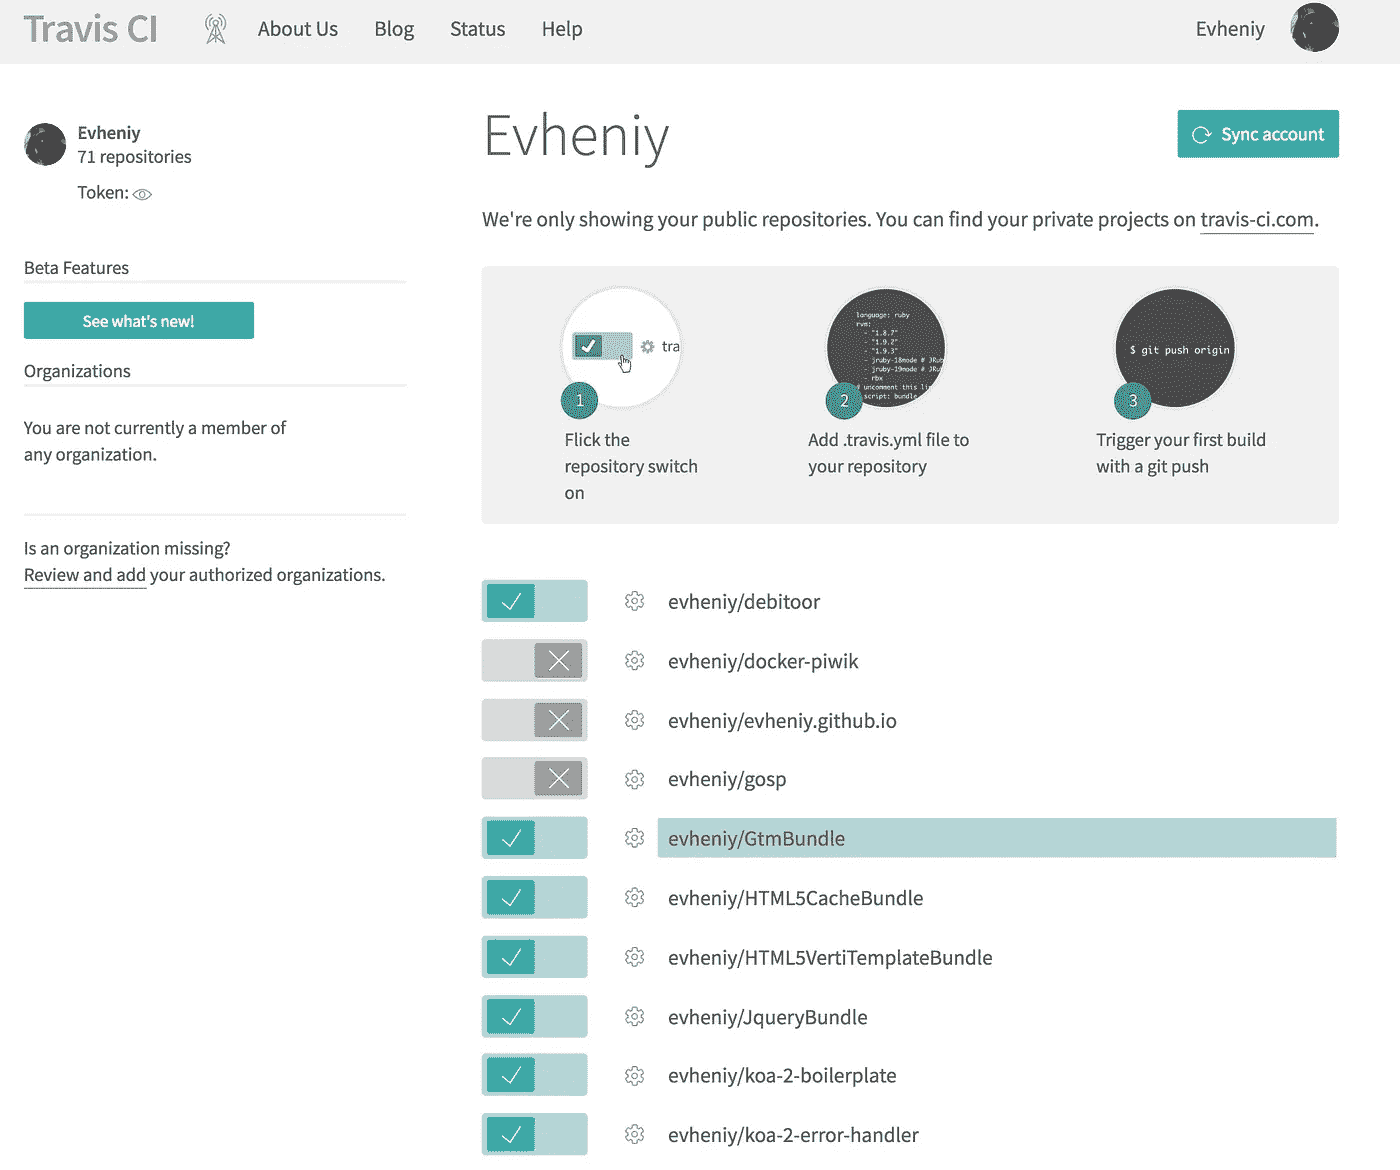 Travis CI
About Us
Blog
Status
Help
Evheniy
Evheniy
71 repositories
Token:
Beta Features
See what's new!
Organizations
You are not currently a member of
any organization.
Is an organization missing?
Review and add your authorized organizations.
Evheniy
Sync account
We're only showing your public repositories. You can find your private projects on travis-ci.com.
tra
1
Flick the
repository switch
on
language: ruby
rvm:
- "1.8.7"
- "1.9.2"
- "1.9.3"
- jruby-18mode # JRu
- jruby-19mode # JRu
- rbx
# uncomment this lin
script: bundle
2
Add .travis.yml file to
your repository
$ git push origin
3
Trigger your first build
with a git push
evheniy/debitoor
evheniy/docker-piwik
evheniy/evheniy.github.io
evheniy/gosp
evheniy/GtmBundle
evheniy/HTML5CacheBundle
evheniy/HTML5VertiTemplateBundle
evheniy/JqueryBundle
evheniy/koa-2-boilerplate
evheniy/koa-2-error-handler